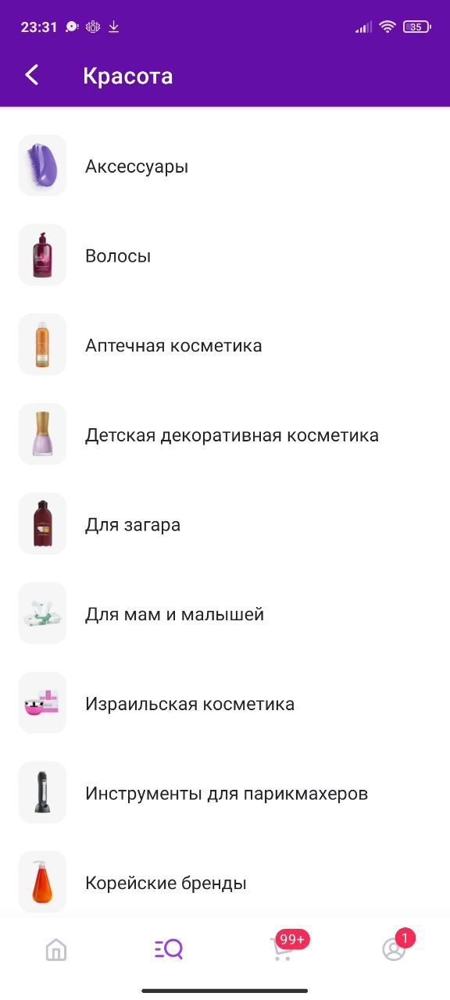 23:31
35
Красота
Аксессуары
Волосы
Аптечная косметика
Детская декоративная косметика
Для загара
Для мам и малышей
Израильская косметика
Инструменты для парикмахеров
Корейские бренды
99+
1